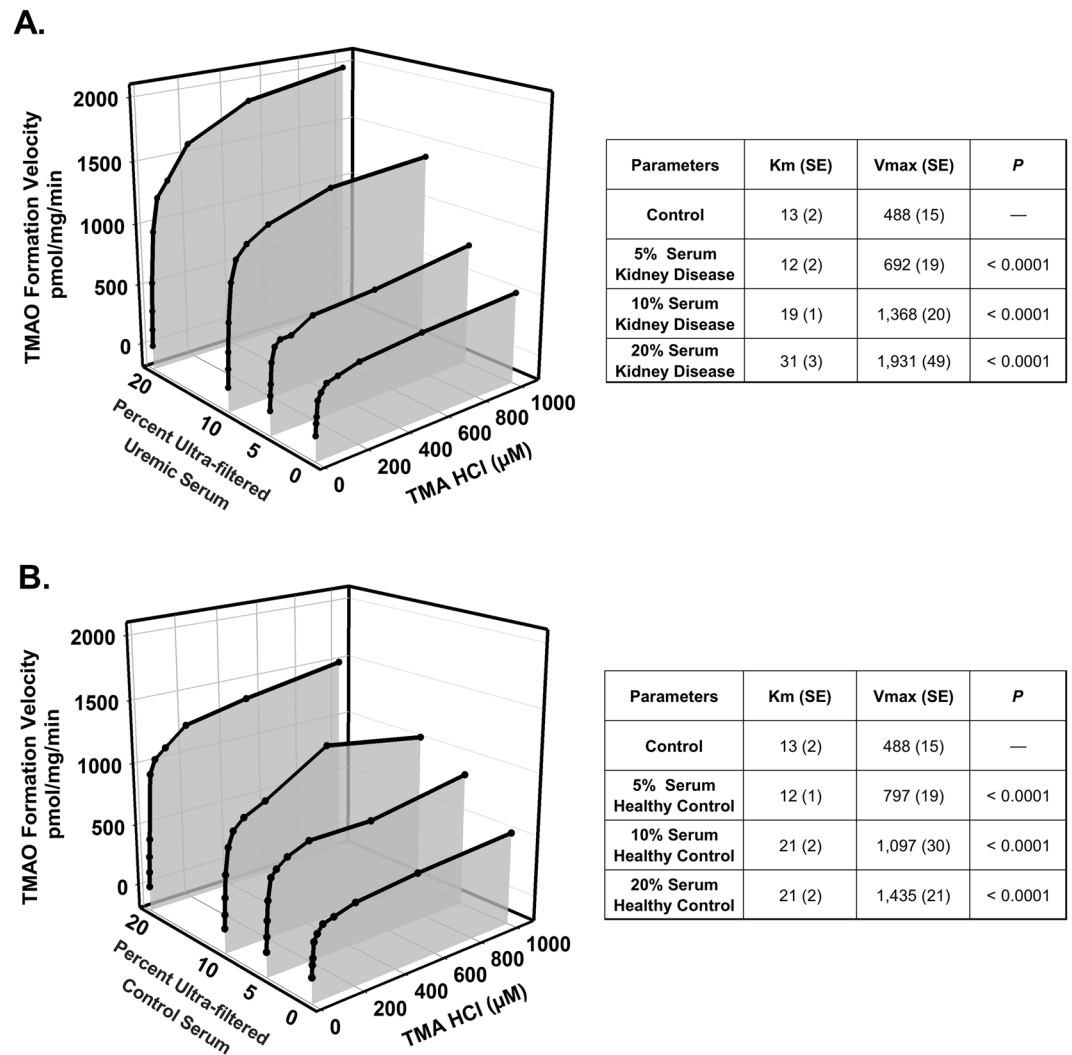 A.
TMAO Formation Velocity
pmol/mg/min
2000
1500
1000
500
0
20
10
5
0
Percent Ultra-filtered
Uremic Serum
0
200
400
600
800
1000
TMA HCl (µM)
Parameters Km (SE) Vmax (SE) P
Control 13 (2) 488 (15) —
5% Serum
Kidney Disease 12 (2) 692 (19) < 0.0001
10% Serum
Kidney Disease 19 (1) 1,368 (20) < 0.0001
20% Serum
Kidney Disease 31 (3) 1,931 (49) < 0.0001
B.
TMAO Formation Velocity
pmol/mg/min
2000
1500
1000
500
0
20
10
5
0
Percent Ultra-filtered
Control Serum
0
200
400
600
800
1000
TMA HCl (µM)
Parameters Km (SE) Vmax (SE) P
Control 13 (2) 488 (15) —
5% Serum
Healthy Control 12 (1) 797 (19) < 0.0001
10% Serum
Healthy Control 21 (2) 1,097 (30) < 0.0001
20% Serum
Healthy Control 21 (2) 1,435 (21) < 0.0001